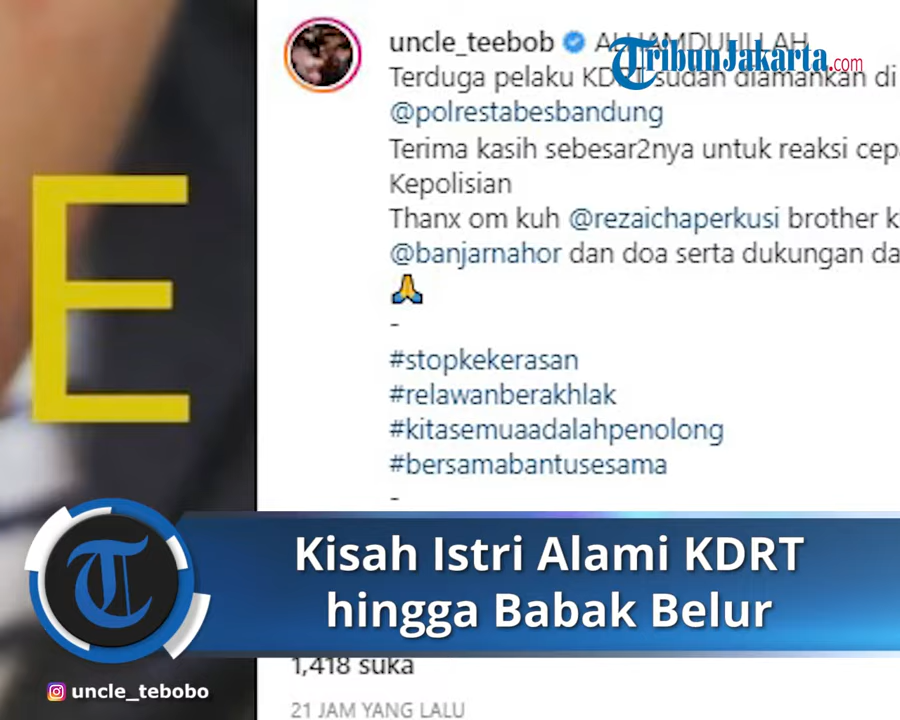 uncle_teebob
TribunJakarta.com
Terduga pelaku KDRT sudah diamankan di
@polrestabesbandung
Terima kasih sebesar2nya untuk reaksi cep
Kepolisian
Thanx om kuh @rezaichaperkusi brother k
@banjarnahor dan doa serta dukungan da
-
#stopkekerasan
#relawanberakhlak
#kitasemuaadalahpenolong
#bersamabantusesama
-
E
T
Kisah Istri Alami KDRT
hingga Babak Belur
1,418 suka
uncle_tebobo
21 JAM YANG LALU